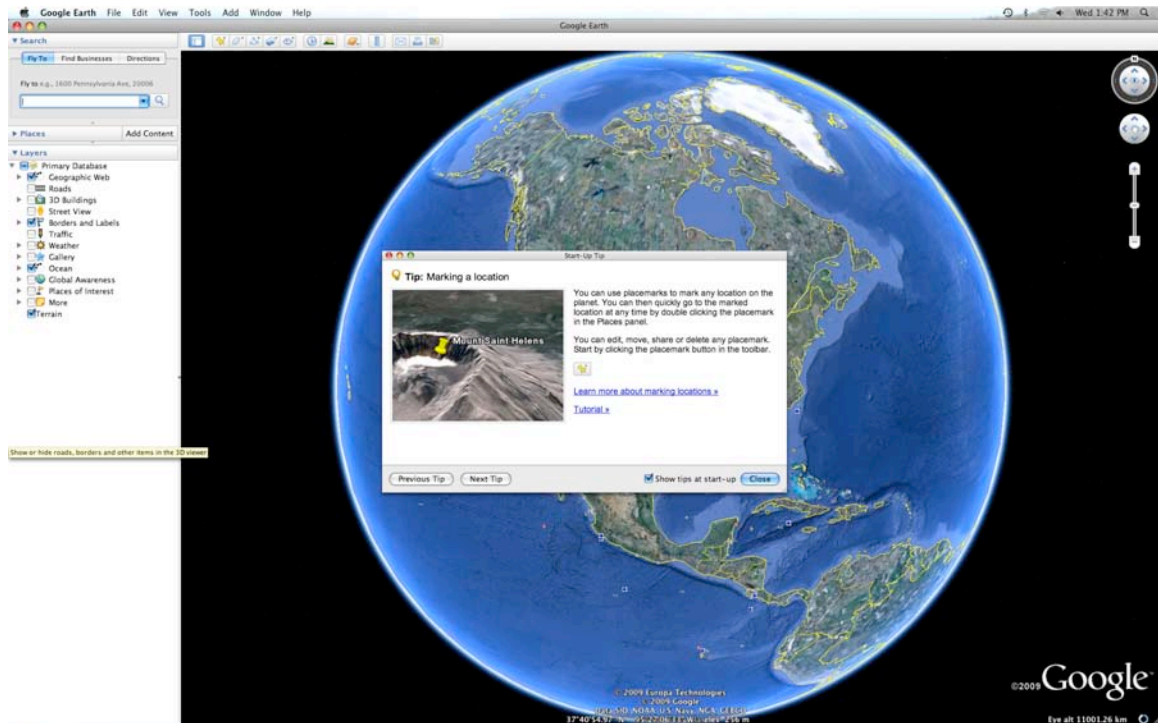 Google Earth File Edit View Tools Add Window Help
Wed 1:42 PM
Google Earth
Search
Fly To Find Businesses Directions
Fly to e.g., 1600 Pennsylvania Ave, 20006
Places Add Content
Layers
Primary Database
Geographic Web
Roads
3D Buildings
Street View
Borders and Labels
Traffic
Weather
Gallery
Ocean
Global Awareness
Places of Interest
More
Terrain
Show or hide roads, borders and other items in the 3D viewer
Start-Up Tip
Tip: Marking a location
Mount Saint Helens
You can use placemarks to mark any location on the
planet. You can then quickly go to the marked
location at any time by double clicking the placemark
in the Places panel.
You can edit, move, share or delete any placemark.
Start by clicking the placemark button in the toolbar.
Learn more about marking locations »
Tutorial »
Previous Tip Next Tip Show tips at start-up Close
© 2009 Europa Technologies
© 2009 Google
Data SIO, NOAA, U.S. Navy, NGA, GEBCO
©2009 Google
Eye alt 11001.26 km